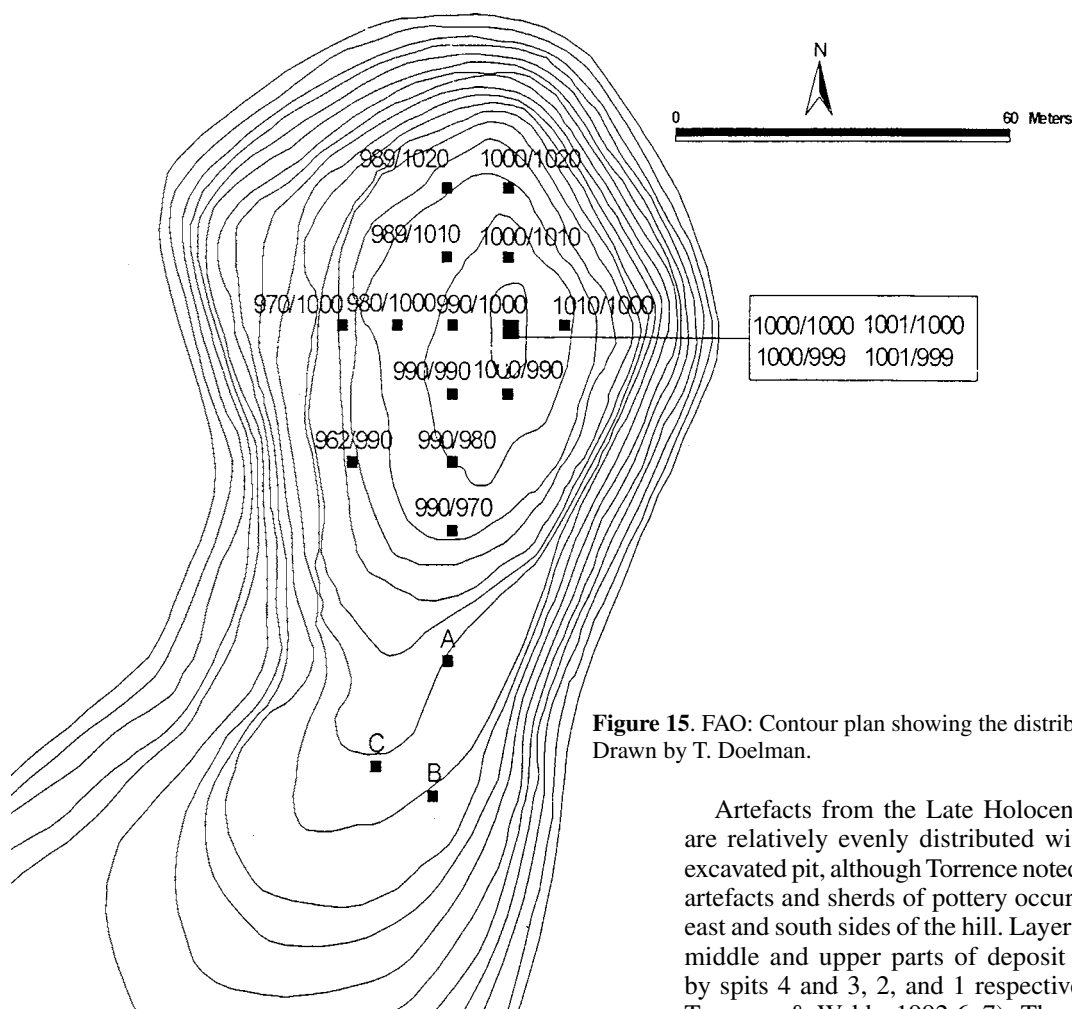 N
0 60 Meters
989/1020 1000/1020
989/1010 1000/1010
970/1000 980/1000 990/1000 1010/1000
1000/1000 1001/1000
1000/999 1001/999
990/990 1000/990
962/990 990/980
990/970
A
C
B
Figure 15. FAO: Contour plan showing the distrib
Drawn by T. Doelman.
Artefacts from the Late Holocen
are relatively evenly distributed wi
excavated pit, although Torrence noted
artefacts and sherds of pottery occur
east and south sides of the hill. Layer
middle and upper parts of deposit
by spits 4 and 3, 2, and 1 respective